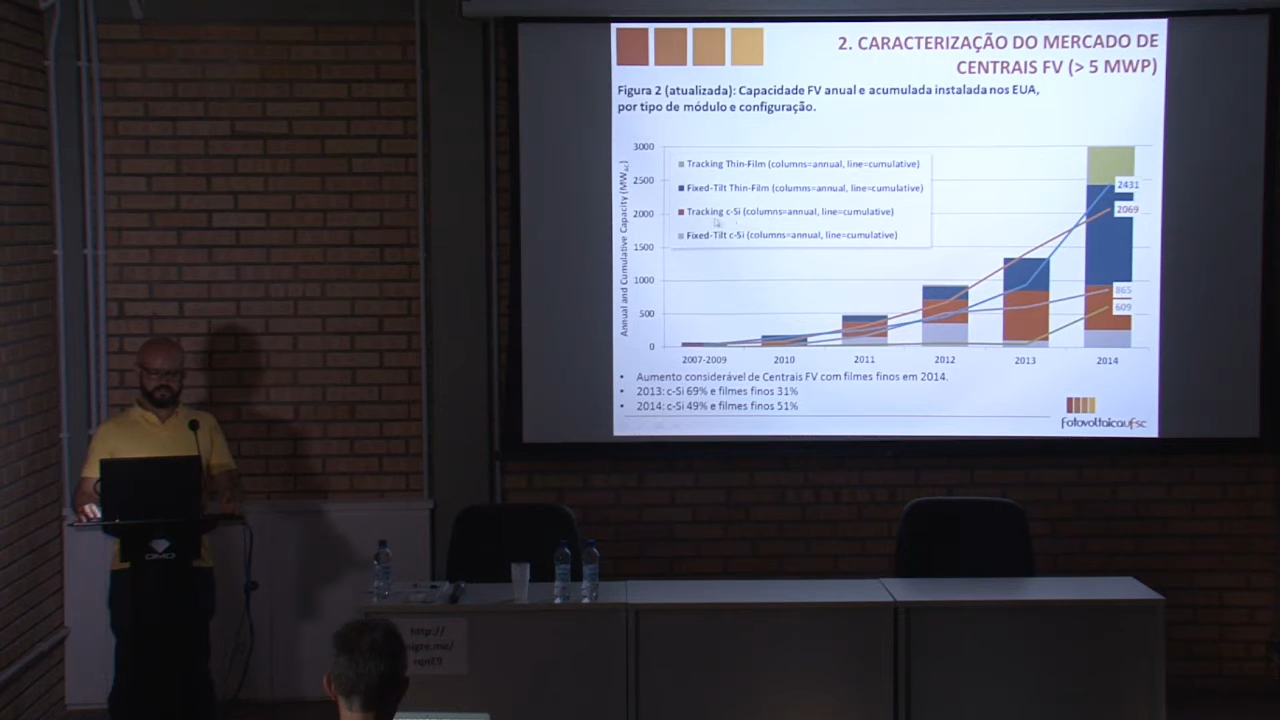 2. CARACTERIZAÇÃO DO MERCADO DE
CENTRAIS FV (> 5 MWP)
Figura 2 (atualizada): Capacidade FV anual e acumulada instalada nos EUA,
por tipo de módulo e configuração.
Annual and Cumulative Capacity (MWAC)
3000
2500
2000
1500
1000
500
0
Tracking Thin-Film (columns=annual, line=cumulative)
Fixed-Tilt Thin-Film (columns=annual, line=cumulative)
Tracking c-Si (columns=annual, line=cumulative)
Fixed-Tilt c-Si (columns=annual, line=cumulative)
2431
2069
865
609
2007-2009 2010 2011 2012 2013 2014
• Aumento considerável de Centrais FV com filmes finos em 2014.
• 2013: c-Si 69% e filmes finos 31%
• 2014: c-Si 49% e filmes finos 51%
fotovoltaicaufsc
http://